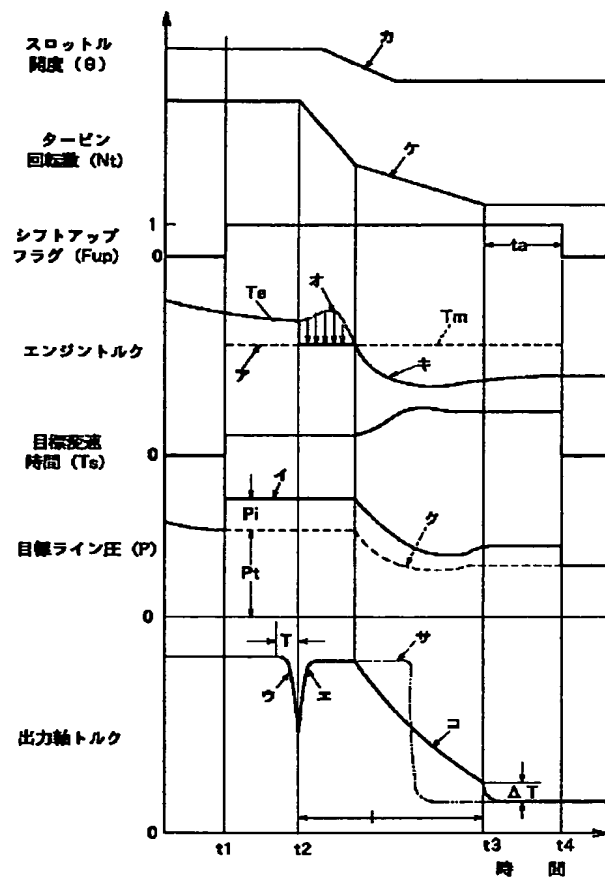 スロットル
開度 (θ)
カ
タービン
回転数 (Nt)
ケ
1
シフトアップ
フラグ (Fup)
0
ta
Te
オ
Tm
エンジントルク
ア
キ
目標変速
時間 (Ts)
0
イ
Pi
ク
目標ライン圧 (P)
Pt
0
T
サ
ウ
エ
出力軸トルク
コ
ΔT
I
0
t1
t2
t3
t4
時 間